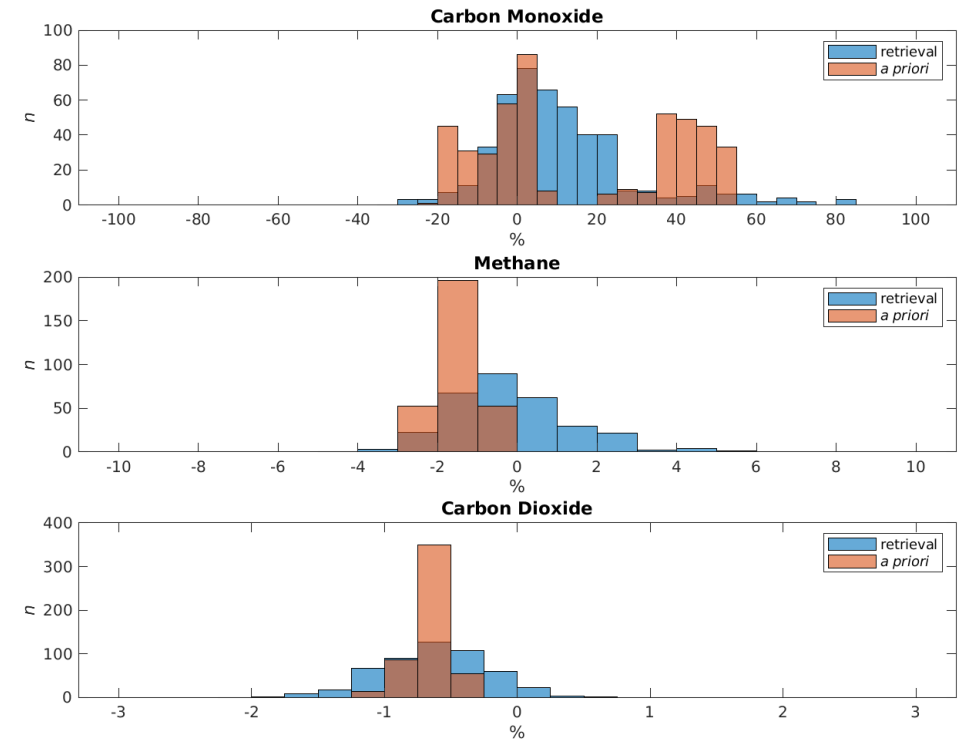 Carbon Monoxide
100
80
60
40
20
0
n
retrieval
a priori
-100 -80 -60 -40 -20 0 20 40 60 80 100
%
Methane
200
150
100
50
0
n
retrieval
a priori
-10 -8 -6 -4 -2 0 2 4 6 8 10
%
Carbon Dioxide
400
300
200
100
0
n
retrieval
a priori
-3 -2 -1 0 1 2 3
%